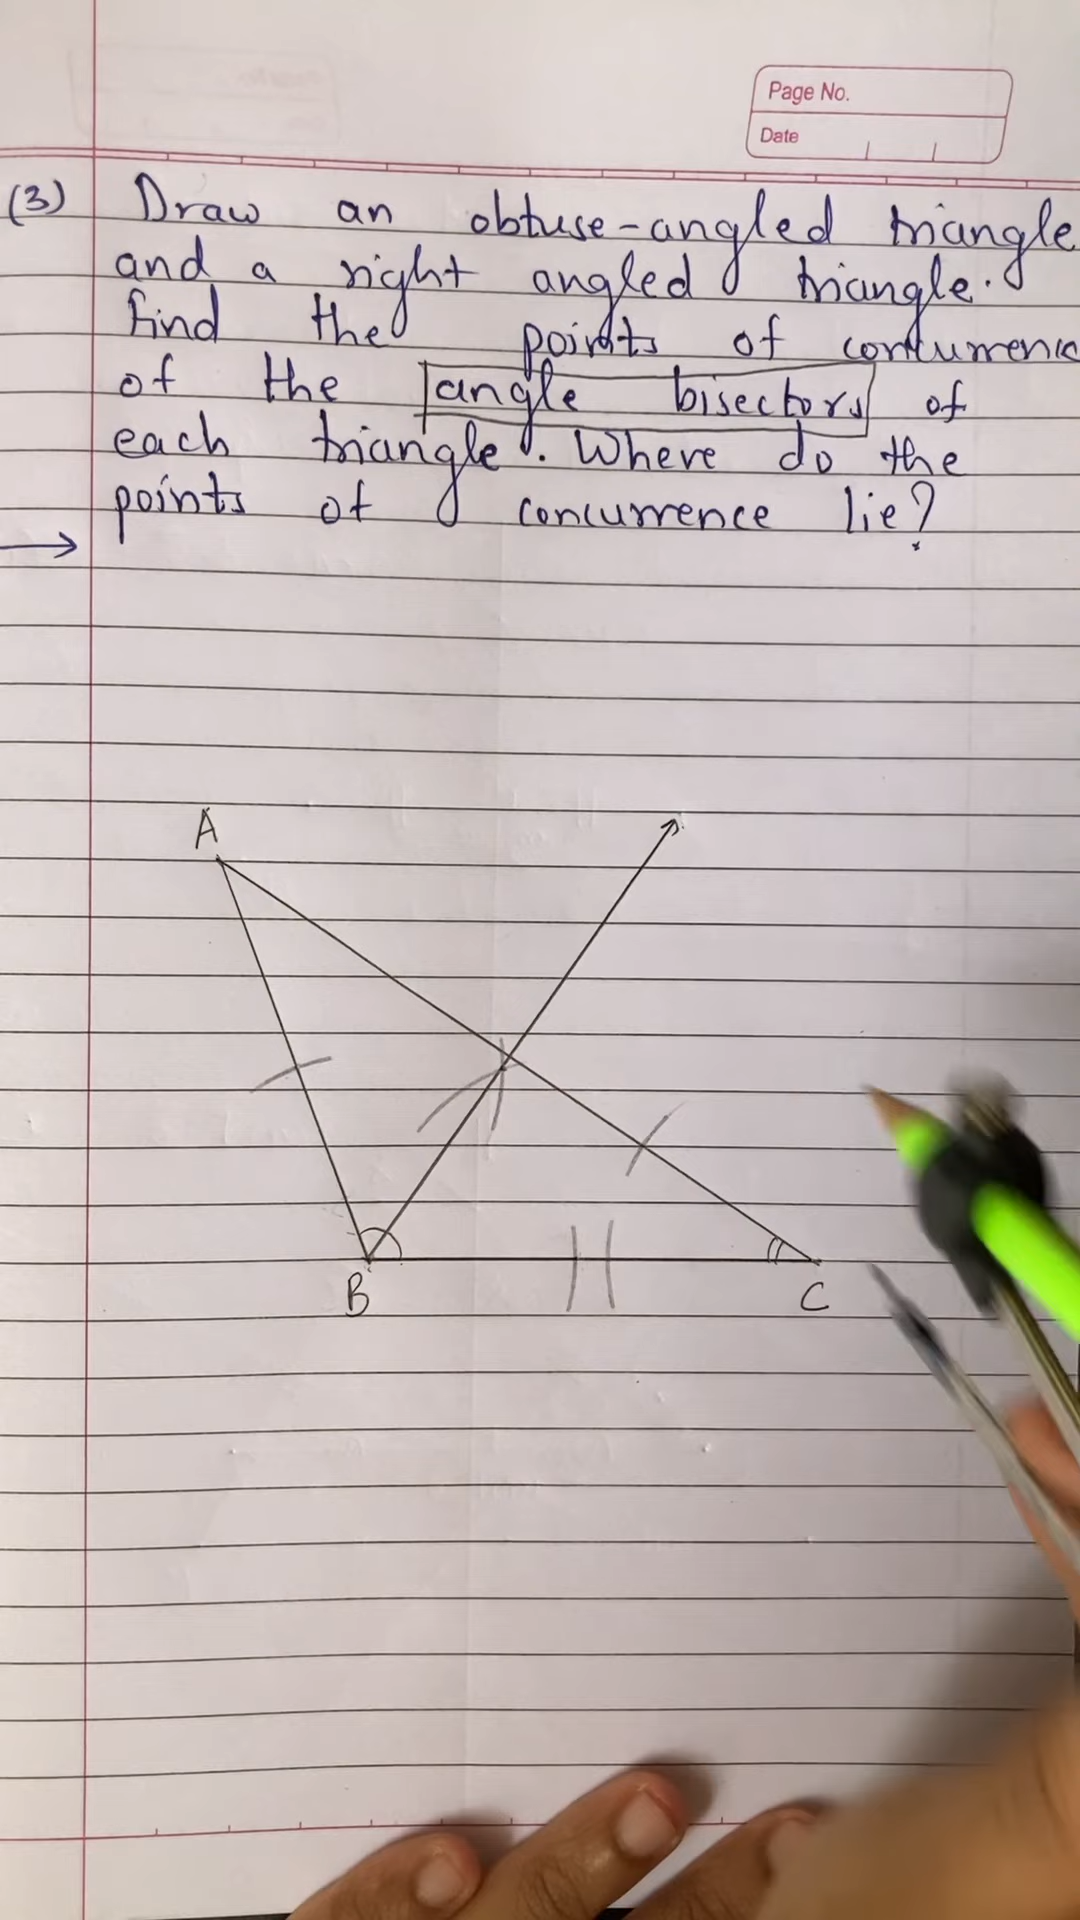 Page No.
Date
(3) Draw an obtuse-angled triangle
and a right angled triangle.
find the points of concurrenc
of the angle bisectors of
each triangle. Where do the
points of concurrence lie?
A
B
C